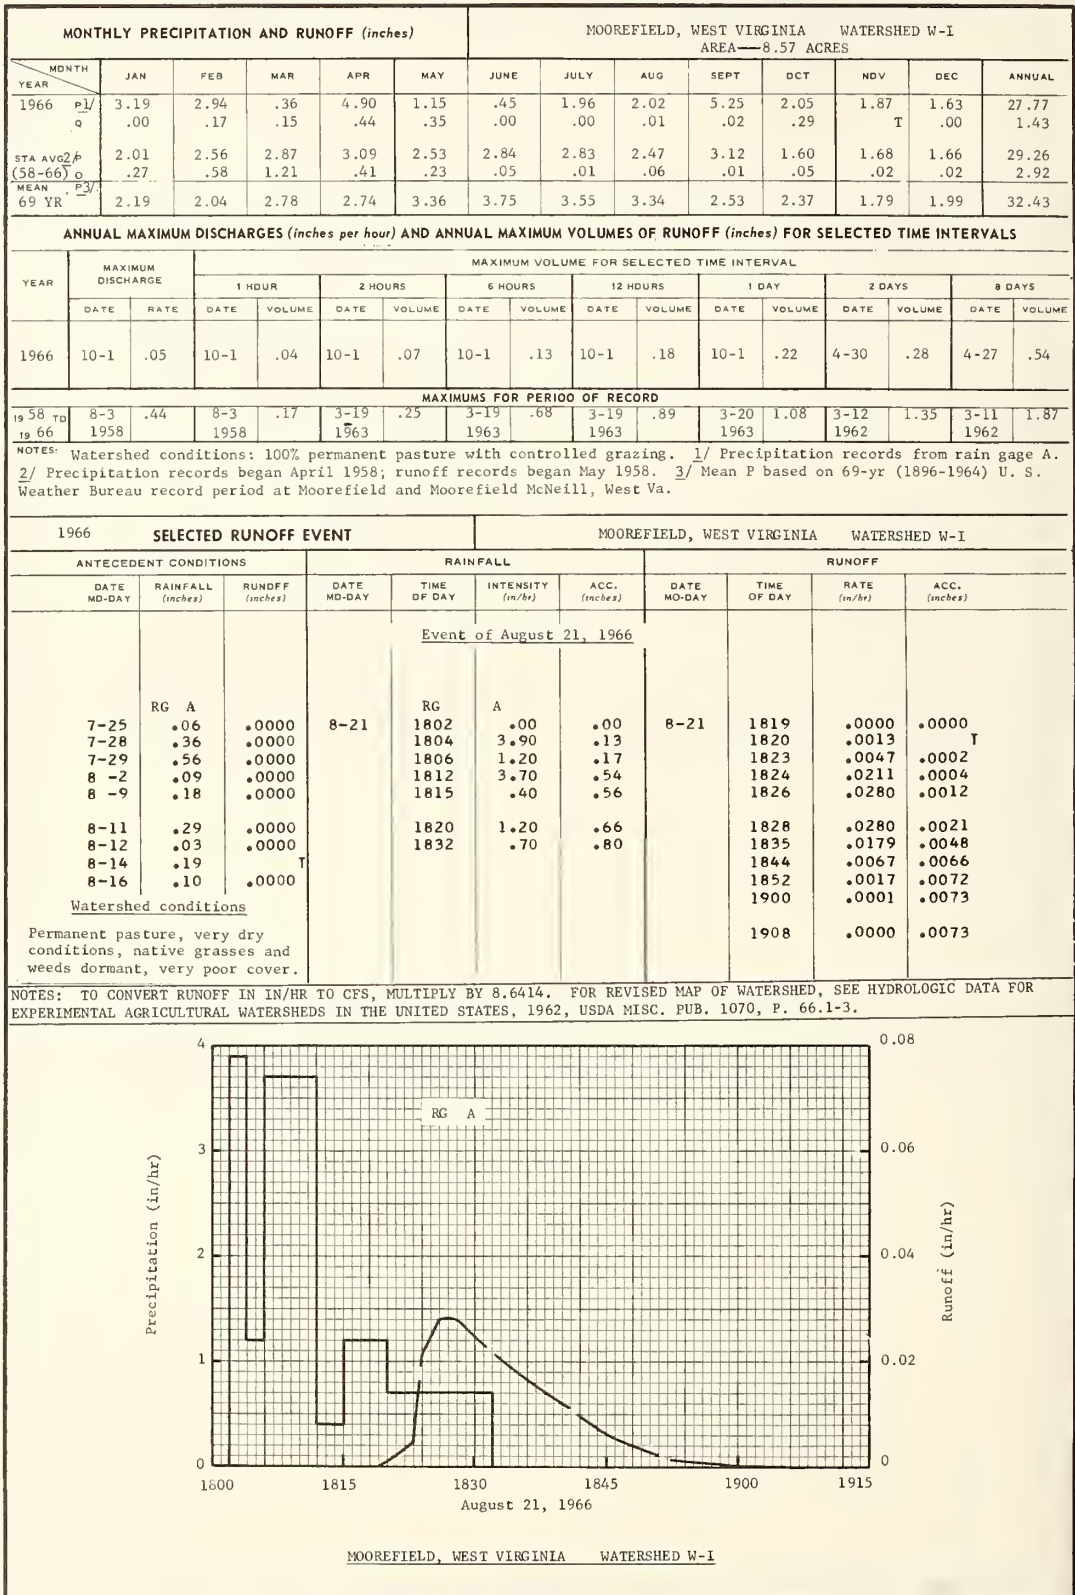 MONTHLY PRECIPITATION AND RUNOFF (inches) MOOREFIELD, WEST VIRGINIA WATERSHED W-I
AREA—8.57 ACRES
MONTH YEAR JAN FEB MAR APR MAY JUNE JULY AUG SEPT OCT NOV DEC ANNUAL
1966 P1/ 3.19 2.94 .36 4.90 1.15 .45 1.96 2.02 5.25 2.05 1.87 1.63 27.77
Q .00 .17 .15 .44 .35 .00 .00 .01 .02 .29 T .00 1.43
STA AVG2/P 2.01 2.56 2.87 3.09 2.53 2.84 2.83 2.47 3.12 1.60 1.68 1.66 29.26
(58-66) Q .27 .58 1.21 .41 .23 .05 .01 .06 .01 .05 .02 .02 2.92
MEAN P3/
69 YR 2.19 2.04 2.78 2.74 3.36 3.75 3.55 3.34 2.53 2.37 1.79 1.99 32.43
ANNUAL MAXIMUM DISCHARGES (inches per hour) AND ANNUAL MAXIMUM VOLUMES OF RUNOFF (inches) FOR SELECTED TIME INTERVALS
YEAR MAXIMUM DISCHARGE MAXIMUM VOLUME FOR SELECTED TIME INTERVAL
1 HOUR 2 HOURS 6 HOURS 12 HOURS 1 DAY 2 DAYS 8 DAYS
DATE RATE DATE VOLUME DATE VOLUME DATE VOLUME DATE VOLUME DATE VOLUME DATE VOLUME DATE VOLUME
1966 10-1 .05 10-1 .04 10-1 .07 10-1 .13 10-1 .18 10-1 .22 4-30 .28 4-27 .54
MAXIMUMS FOR PERIOD OF RECORD
19 58 TO 8-3 .44 8-3 .17 3-19 .25 3-19 .68 3-19 .89 3-20 1.08 3-12 1.35 3-11 1.87
19 66 1958 1958 1963 1963 1963 1963 1962 1962
NOTES: Watershed conditions: 100% permanent pasture with controlled grazing. 1/ Precipitation records from rain gage A.
2/ Precipitation records began April 1958; runoff records began May 1958. 3/ Mean P based on 69-yr (1896-1964) U. S.
Weather Bureau record period at Moorefield and Moorefield McNeill, West Va.
1966 SELECTED RUNOFF EVENT MOOREFIELD, WEST VIRGINIA WATERSHED W-I
ANTECEDENT CONDITIONS RAINFALL RUNOFF
DATE RAINFALL RUNOFF DATE TIME INTENSITY ACC. DATE TIME RATE ACC.
MO-DAY (inches) (inches) MO-DAY OF DAY (in/hr) (inches) MO-DAY OF DAY (in/hr) (inches)
Event of August 21, 1966
RG A RG A
7-25 .06 .0000 8-21 1802 .00 .00 8-21 1819 .0000 .0000
7-28 .36 .0000 1804 3.90 .13 1820 .0013 T
7-29 .56 .0000 1806 1.20 .17 1823 .0047 .0002
8 -2 .09 .0000 1812 3.70 .54 1824 .0211 .0004
8 -9 .18 .0000 1815 .40 .56 1826 .0280 .0012
8-11 .29 .0000 1820 1.20 .66 1828 .0280 .0021
8-12 .03 .0000 1832 .70 .80 1835 .0179 .0048
8-14 .19 T 1844 .0067 .0066
8-16 .10 .0000 1852 .0017 .0072
Watershed conditions 1900 .0001 .0073
Permanent pasture, very dry 1908 .0000 .0073
conditions, native grasses and
weeds dormant, very poor cover.
NOTES: TO CONVERT RUNOFF IN IN/HR TO CFS, MULTIPLY BY 8.6414. FOR REVISED MAP OF WATERSHED, SEE HYDROLOGIC DATA FOR
EXPERIMENTAL AGRICULTURAL WATERSHEDS IN THE UNITED STATES, 1962, USDA MISC. PUB. 1070, P. 66.1-3.
4 0.08
RG A
3 0.06
Precipitation (in/hr)
Runoff (in/hr)
2 0.04
1 0.02
0 0
1800 1815 1830 1845 1900 1915
August 21, 1966
MOOREFIELD, WEST VIRGINIA WATERSHED W-I